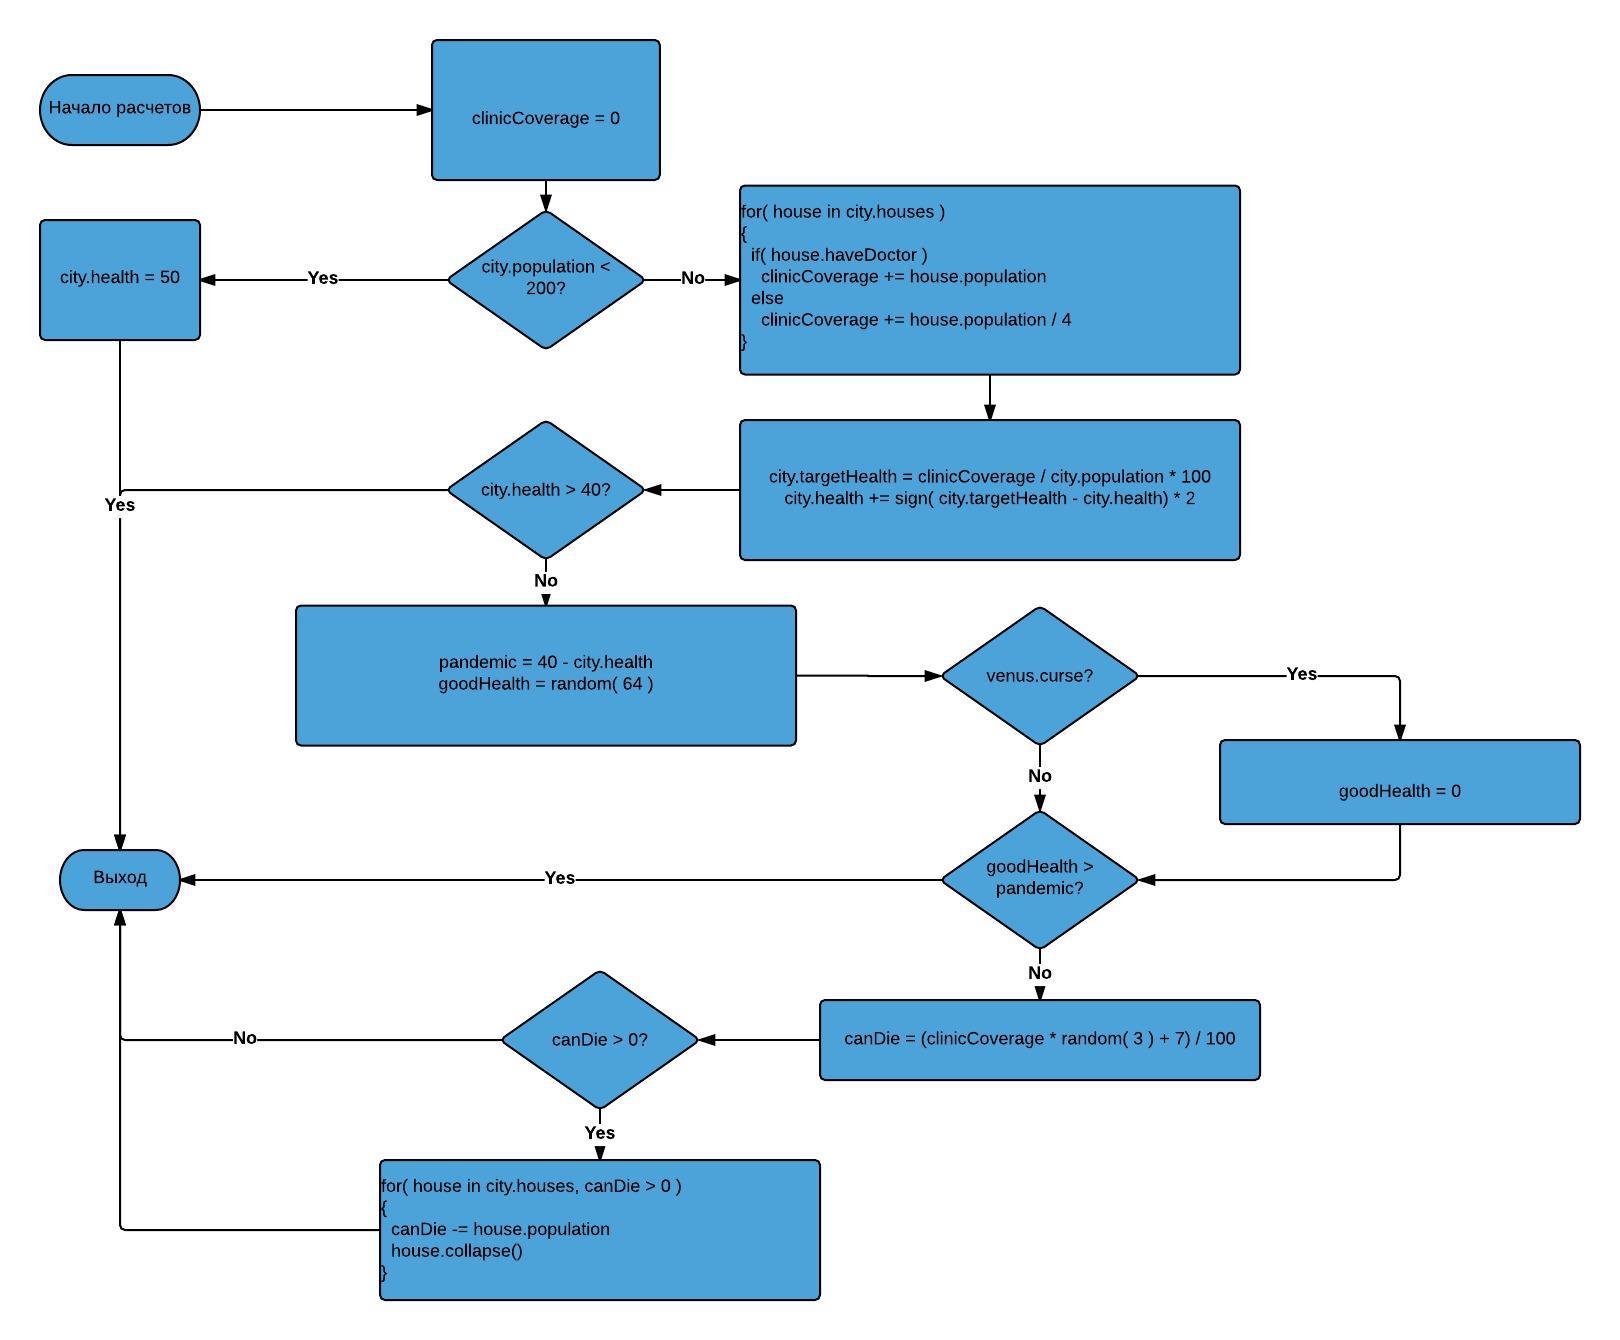 Начало расчетов
clinicCoverage = 0
city.population <
200?
Yes
No
city.health = 50
for( house in city.houses )
{
if( house.haveDoctor )
clinicCoverage += house.population
else
clinicCoverage += house.population / 4
}
city.targetHealth = clinicCoverage / city.population * 100
city.health += sign( city.targetHealth - city.health) * 2
city.health > 40?
Yes
No
pandemic = 40 - city.health
goodHealth = random( 64 )
venus.curse?
Yes
No
goodHealth = 0
goodHealth >
pandemic?
Yes
Выход
No
canDie = (clinicCoverage * random( 3 ) + 7) / 100
canDie > 0?
No
Yes
for( house in city.houses, canDie > 0 )
{
canDie -= house.population
house.collapse()
}